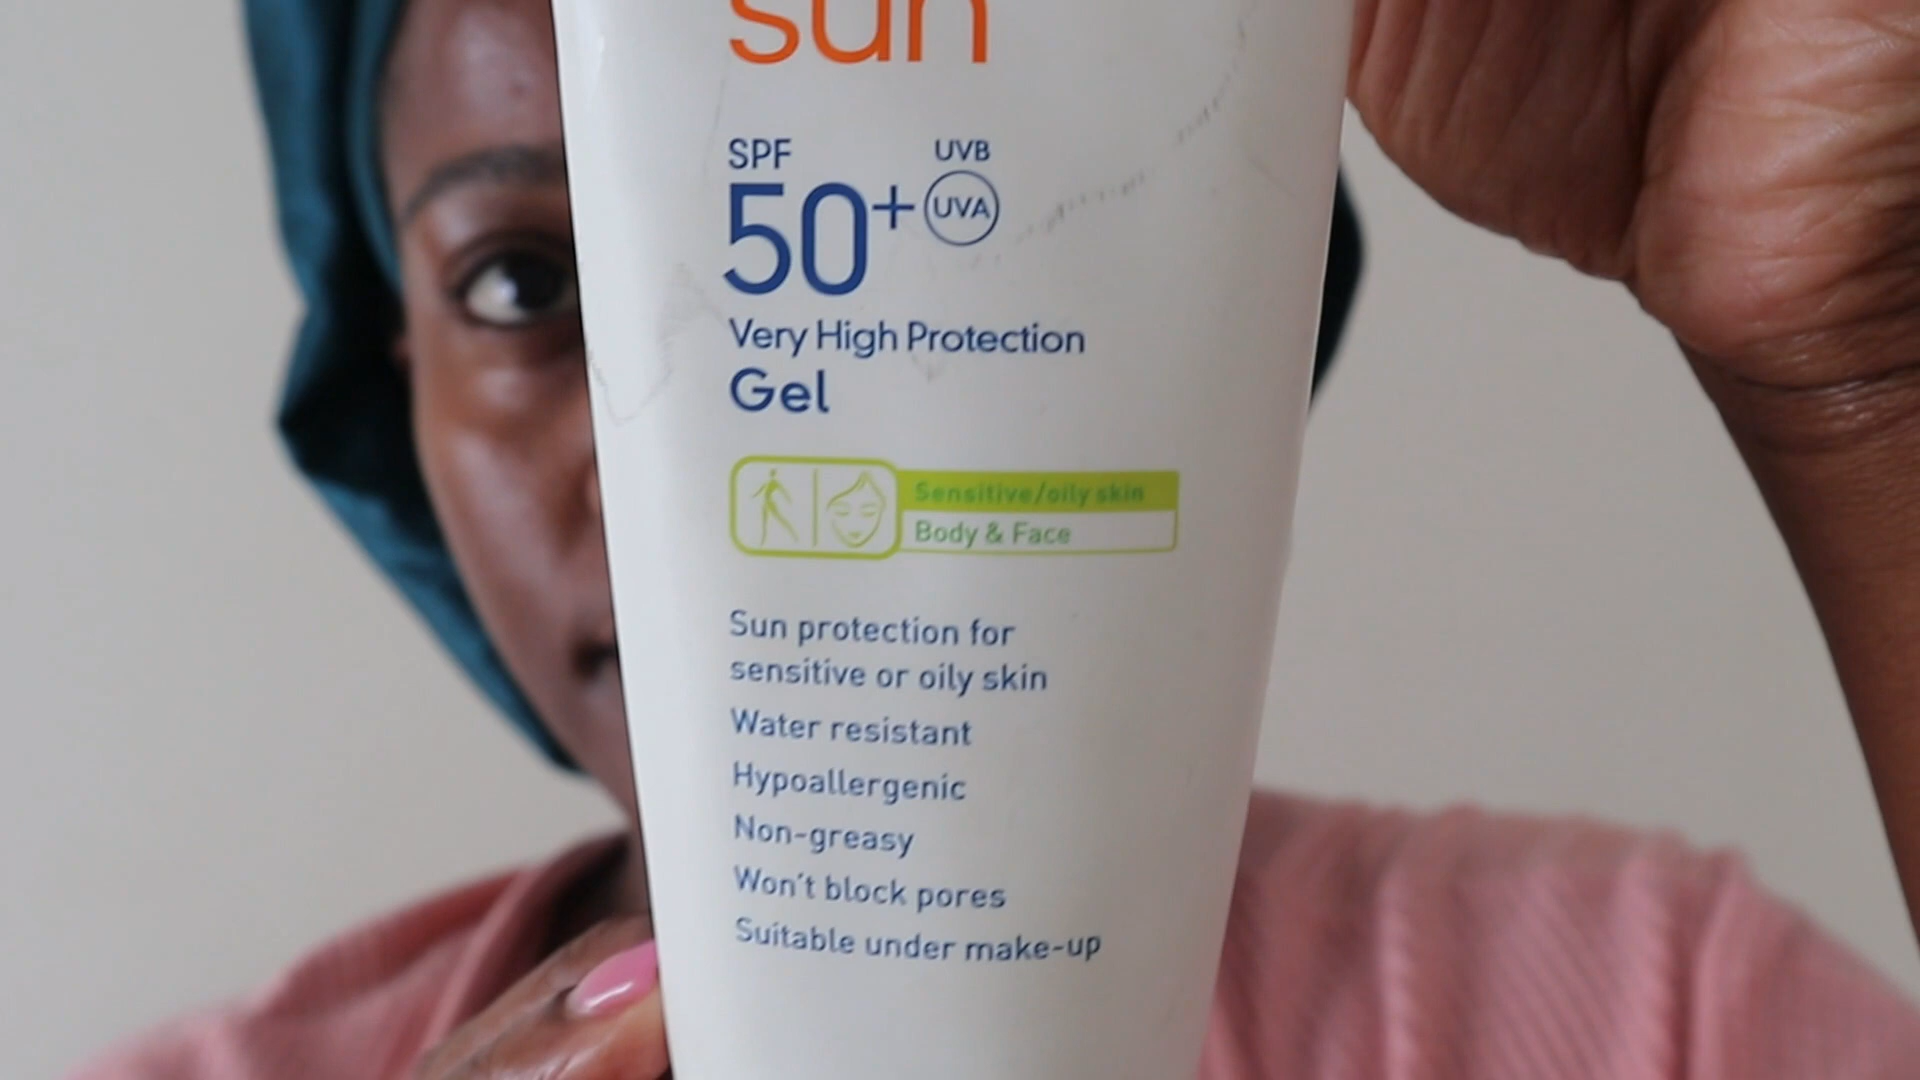 sun
SPF
50+
UVB
UVA
Very High Protection
Gel
Sensitive/oily skin
Body & Face
Sun protection for
sensitive or oily skin
Water resistant
Hypoallergenic
Non-greasy
Won't block pores
Suitable under make-up